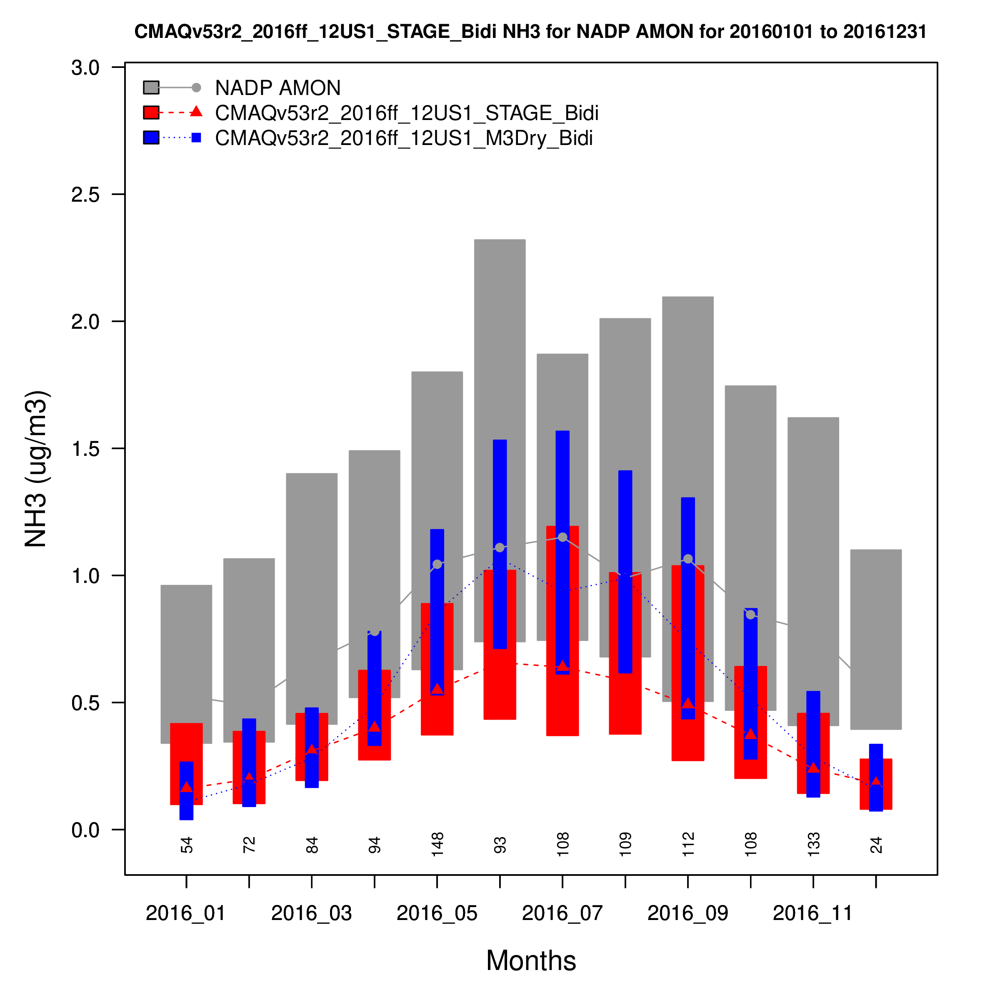 CMAQv53r2_2016ff_12US1_STAGE_Bidi NH3 for NADP AMON for 20160101 to 20161231
3.0
NADP AMON
CMAQv53r2_2016ff_12US1_STAGE_Bidi
CMAQv53r2_2016ff_12US1_M3Dry_Bidi
2.5
2.0
1.5
1.0
0.5
0.0
NH3 (ug/m3)
54 72 84 94 148 93 108 109 112 108 133 24
2016_01 2016_03 2016_05 2016_07 2016_09 2016_11
Months